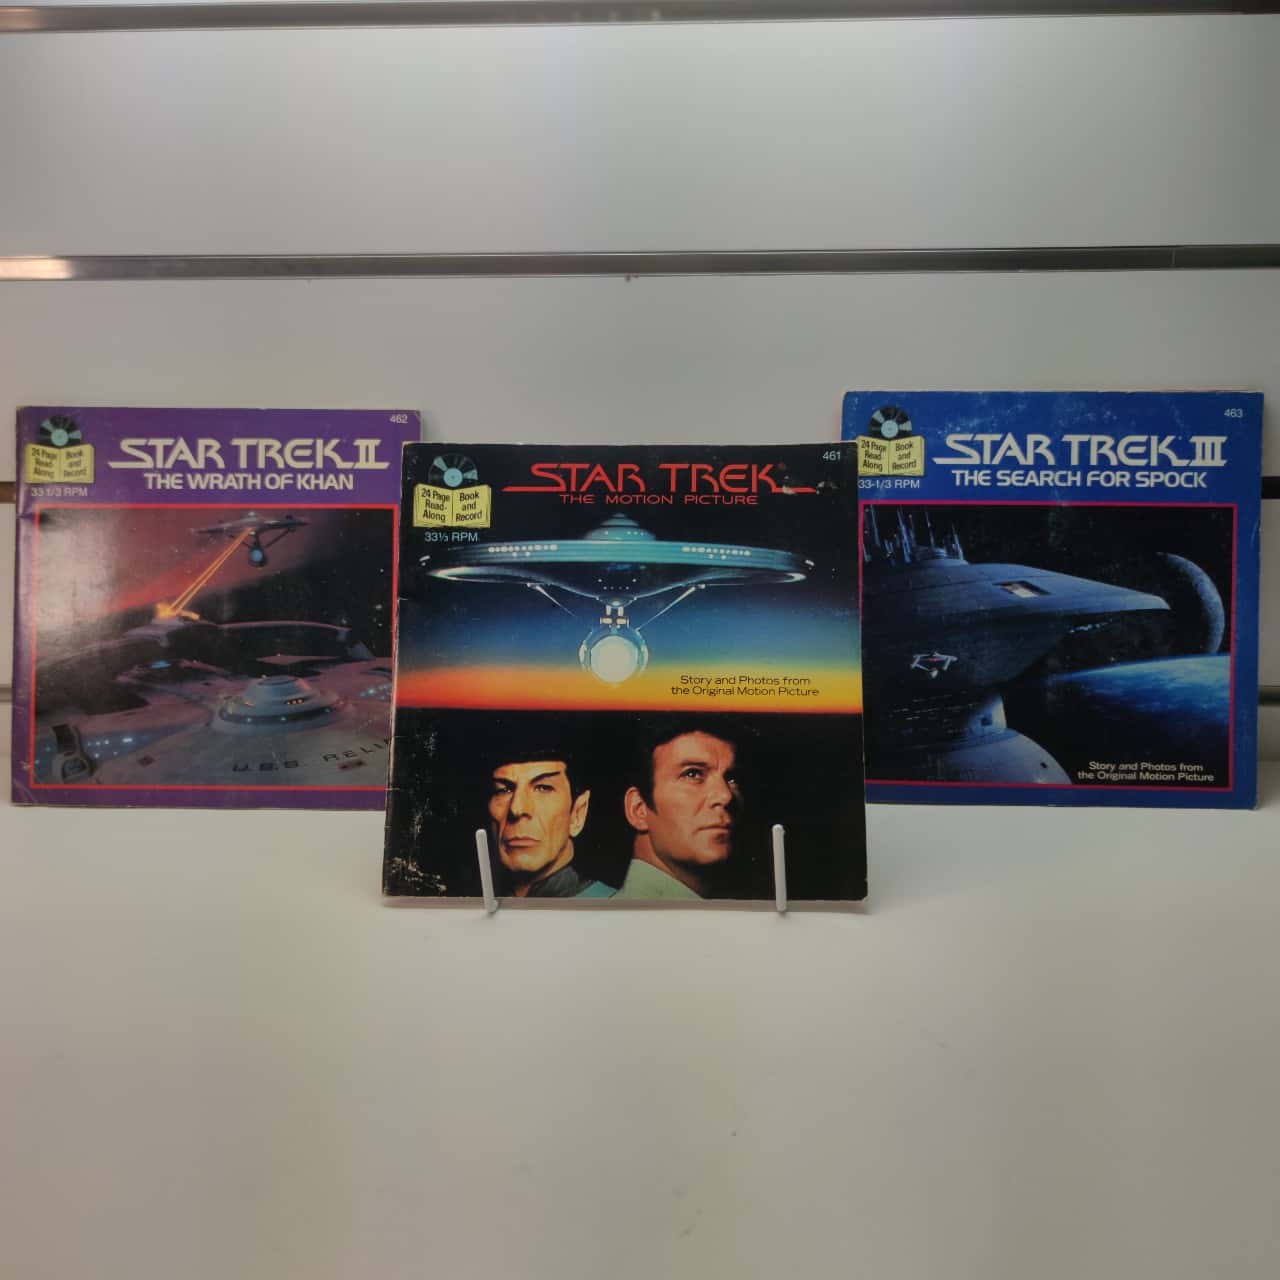 462
24 Page
Read-
Along
Book
and
Record
33 1/3 RPM
STAR TREK II
THE WRATH OF KHAN
U.S.S. RELI
461
24 Page
Read-
Along
Book
and
Record
33⅓ RPM
STAR TREK®
THE MOTION PICTURE
Story and Photos from
the Original Motion Picture
463
24 Page
Read-
Along
Book
and
Record
33-1/3 RPM
STAR TREK III
THE SEARCH FOR SPOCK
Story and Photos from
the Original Motion Picture